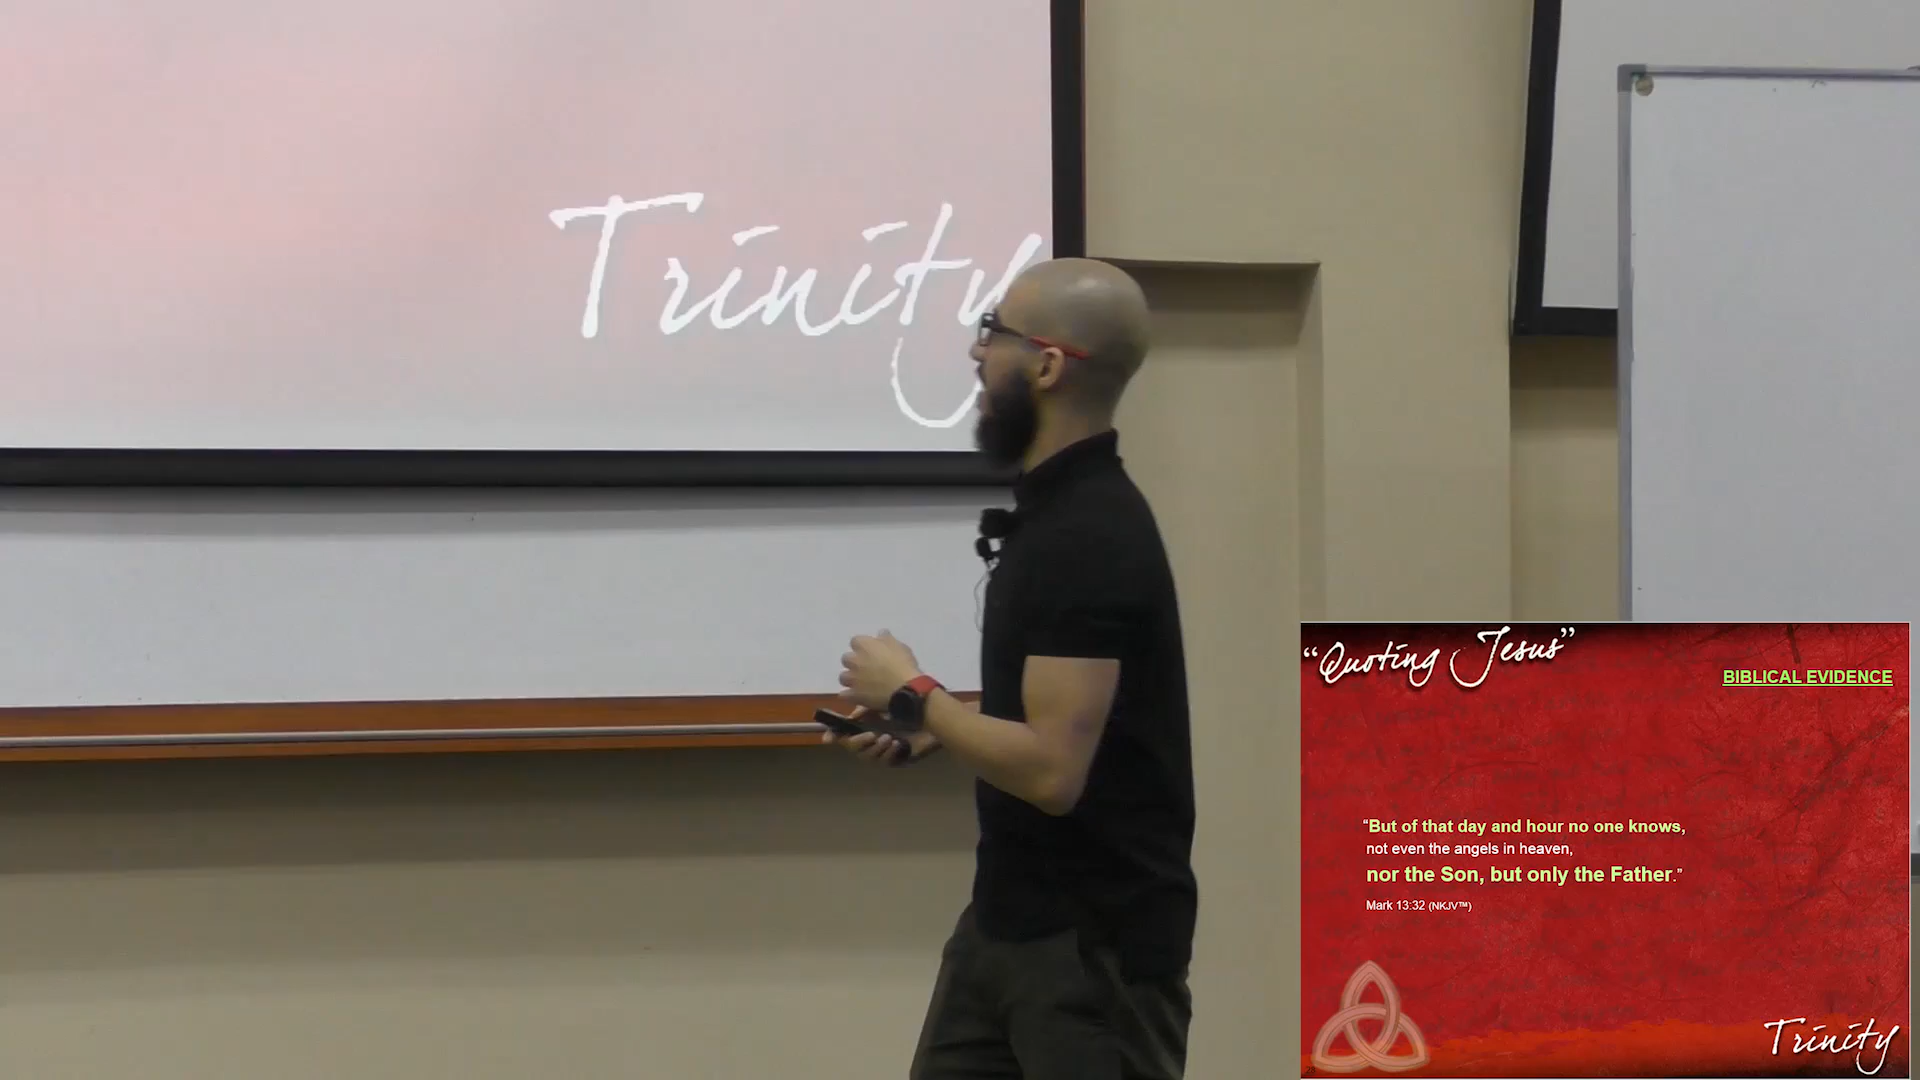 Trinity
“Quoting Jesus”
BIBLICAL EVIDENCE
“But of that day and hour no one knows,
not even the angels in heaven,
nor the Son, but only the Father.”
Mark 13:32 (NKJV™)
Trinity